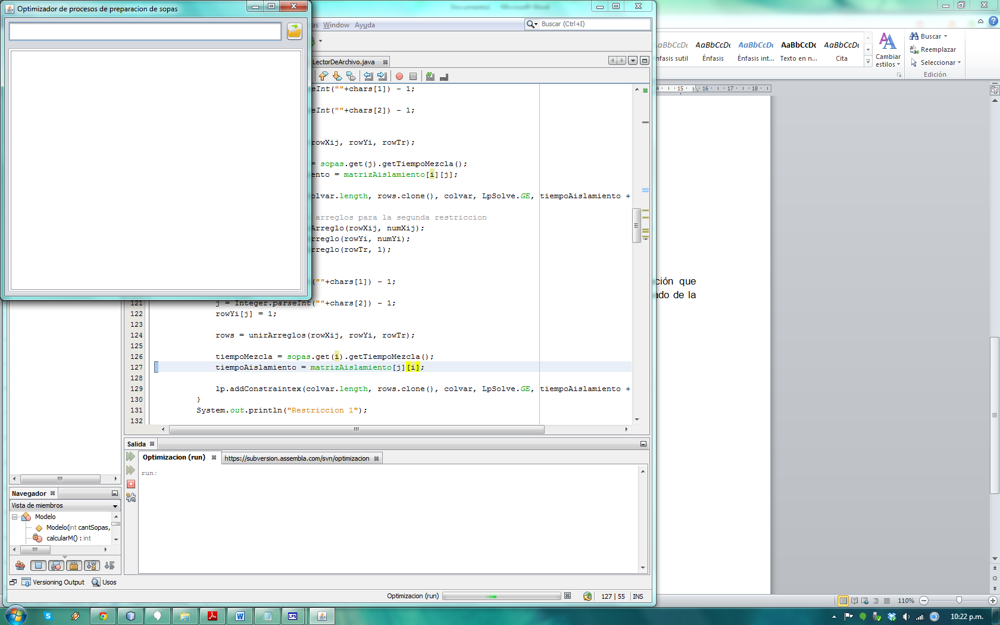 Optimizador de procesos de preparacion de sopas
Window Ayuda
Buscar (Ctrl+I)
LectorDeArchivo.java
eInt(""+chars[1]) - 1;
eInt(""+chars[2]) - 1;
rowXij, rowYi, rowTr);
= sopas.get(j).getTiempoMezcla();
ento = matrizAislamiento[i][j];
olvar.length, rows.clone(), colvar, LpSolve.GE, tiempoAislamiento +
arreglos para la segunda restriccion
Arreglo(rowXij, numXij);
rreglo(rowYi, numYi);
rreglo(rowTr, 1);
(""+chars[1]) - 1;
121 j = Integer.parseInt(""+chars[2]) - 1;
122 rowYi[j] = 1;
123
124 rows = unirArreglos(rowXij, rowYi, rowTr);
125
126 tiempoMezcla = sopas.get(i).getTiempoMezcla();
127 tiempoAislamiento = matrizAislamiento[j][i];
128
129 lp.addConstraintex(colvar.length, rows.clone(), colvar, LpSolve.GE, tiempoAislamiento +
130 }
131 System.out.println("Restriccion 1");
132
Salida
Optimizacion (run)
https://subversion.assembla.com/svn/optimizacion
run:
Navegador
Vista de miembros
Modelo
Modelo(int cantSopas,
calcularM() : int
Versioning Output
Usos
Optimizacion (run)
127 | 55
INS
AaBbCcDc AaBbCcDc AaBbCcDc AaBbCcDc AaBbCcDc
nfasis sutil Énfasis Énfasis int... Texto en n... Cita
Cambiar estilos
Buscar
Reemplazar
Seleccionar
Edición
15 16 17 18
ción que
ado de la
110%
LPS
10:22 p.m.